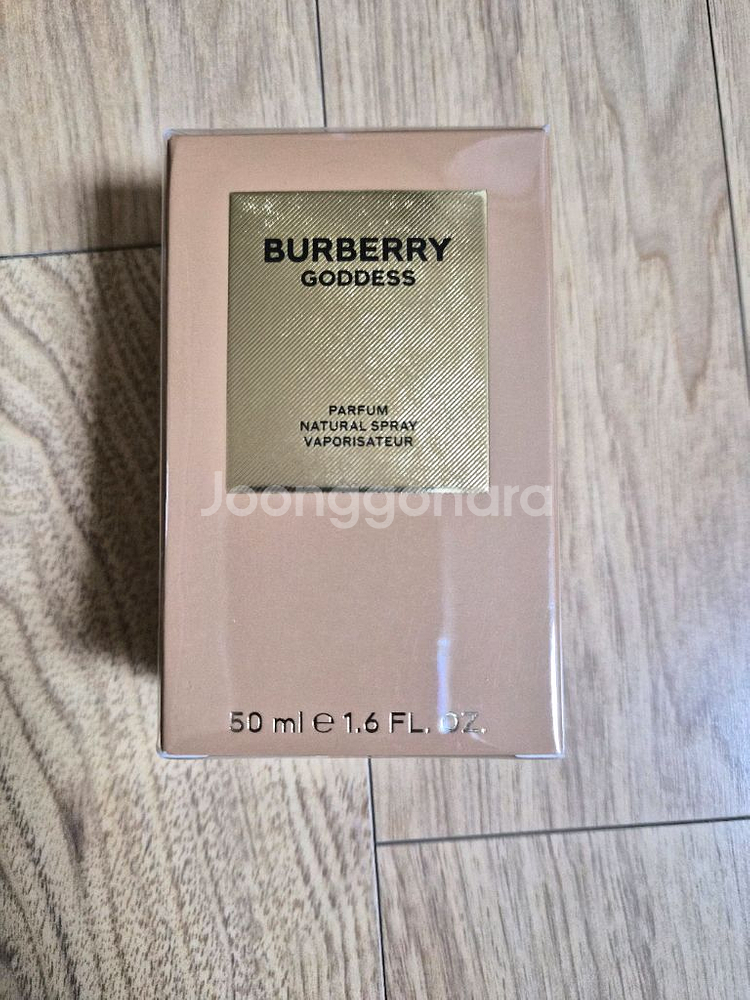 BURBERRY
GODDESS
PARFUM
NATURAL SPRAY
VAPORISATEUR
Joonggonara
50 ml ℮ 1.6 FL. OZ.